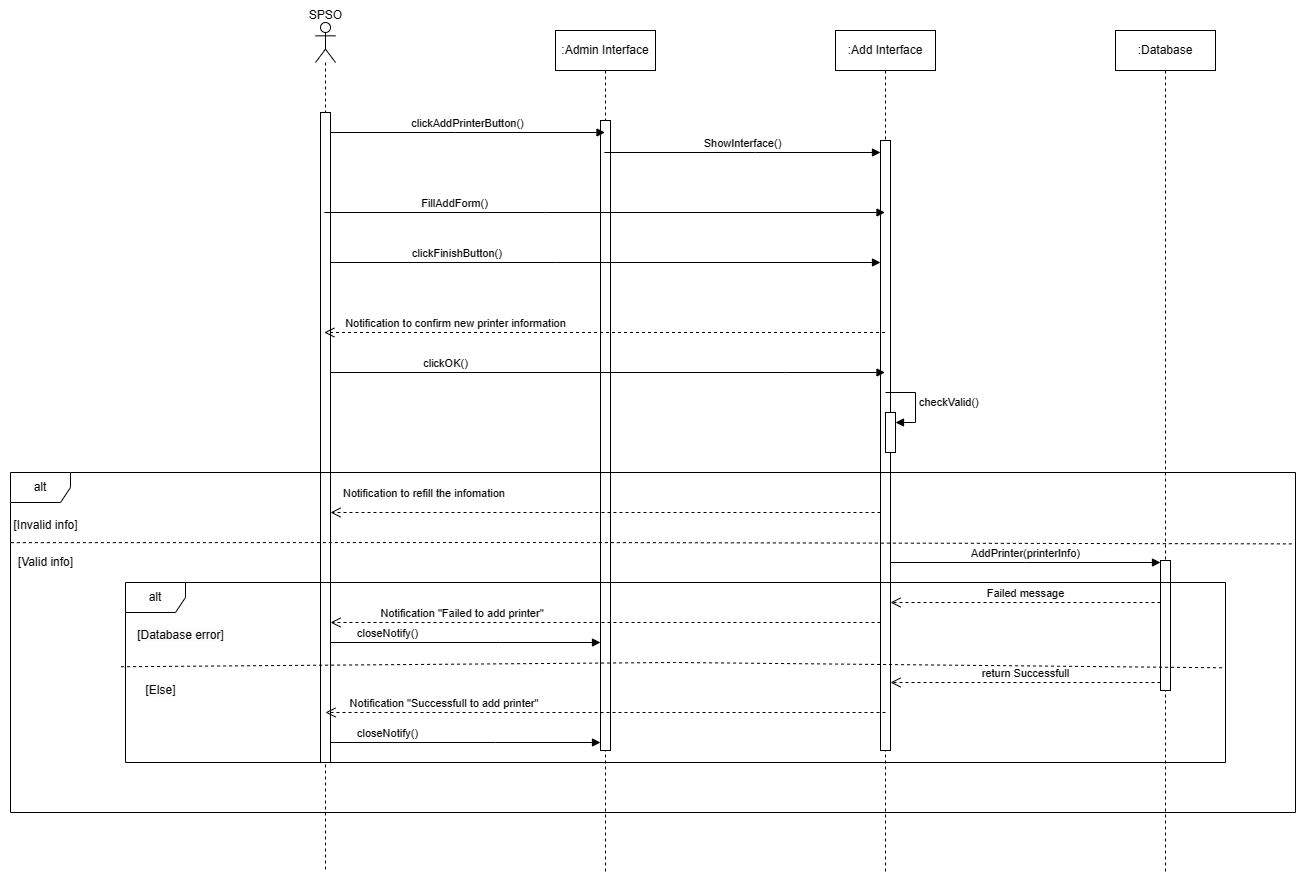 SPSO
:Admin Interface
:Add Interface
:Database
clickAddPrinterButton()
ShowInterface()
FillAddForm()
clickFinishButton()
Notification to confirm new printer information
clickOK()
checkValid()
alt
Notification to refill the infomation
[Invalid info]
[Valid info]
AddPrinter(printerInfo)
alt
Failed message
Notification "Failed to add printer"
[Database error]
closeNotify()
return Successfull
[Else]
Notification "Successfull to add printer"
closeNotify()